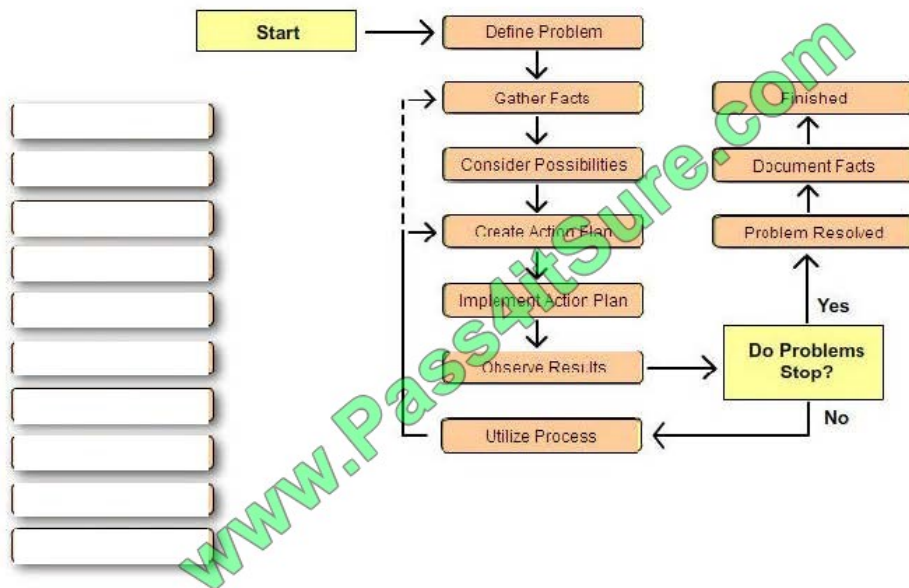 Start
Define Problem
Gather Facts
Finished
Consider Possibilities
Document Facts
Create Action Plan
Problem Resolved
Implement Action Plan
Yes
Do Problems
Stop?
Observe Results
No
Utilize Process
www.Pass4itSure.com